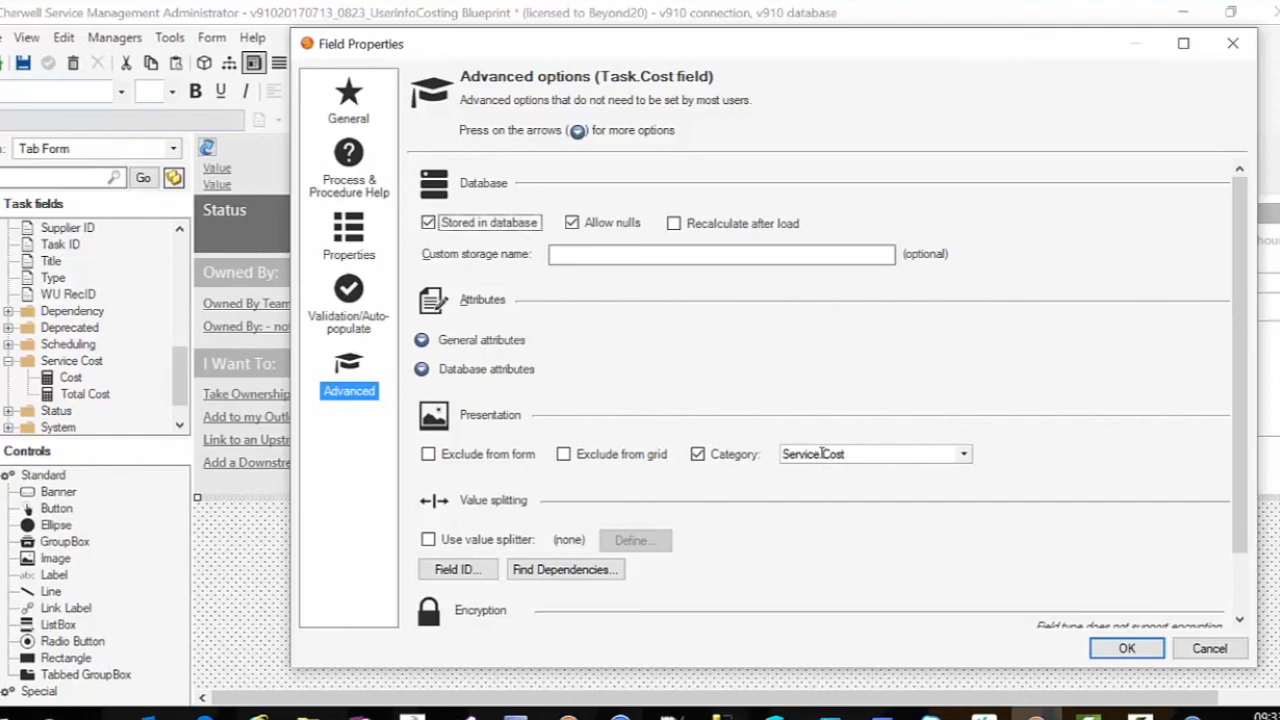 Cherwell Service Management Administrator - v91020170713_0823_UserinfoCosting Blueprint * (licensed to Beyond20) - v910 connection, v910 database
View Edit Managers Tools Form Help
B U I
Tab Form
Go
Task fields
Supplier ID
Task ID
Title
Type
WU RecID
Dependency
Deprecated
Scheduling
Service Cost
Cost
Total Cost
Status
System
Controls
Standard
Banner
Button
Ellipse
GroupBox
Image
Label
Line
Link Label
ListBox
Radio Button
Rectangle
Tabbed GroupBox
Special
Value
Value
Status
Owned By:
Owned By Team
Owned By: - not
I Want To:
Take Ownership
Add to my Outl
Link to an Upst
Add a Downstre
Field Properties
General
Process &
Procedure Help
Properties
Validation/Auto-
populate
Advanced
Advanced options (Task.Cost field)
Advanced options that do not need to be set by most users.
Press on the arrows ( ) for more options
Database
Stored in database Allow nulls Recalculate after load
Custom storage name: (optional)
Attributes
General attributes
Database attributes
Presentation
Exclude from form Exclude from grid Category: Service Cost
Value splitting
Use value splitter: (none) Define...
Field ID... Find Dependencies...
Encryption
Field type does not support encryption
OK Cancel